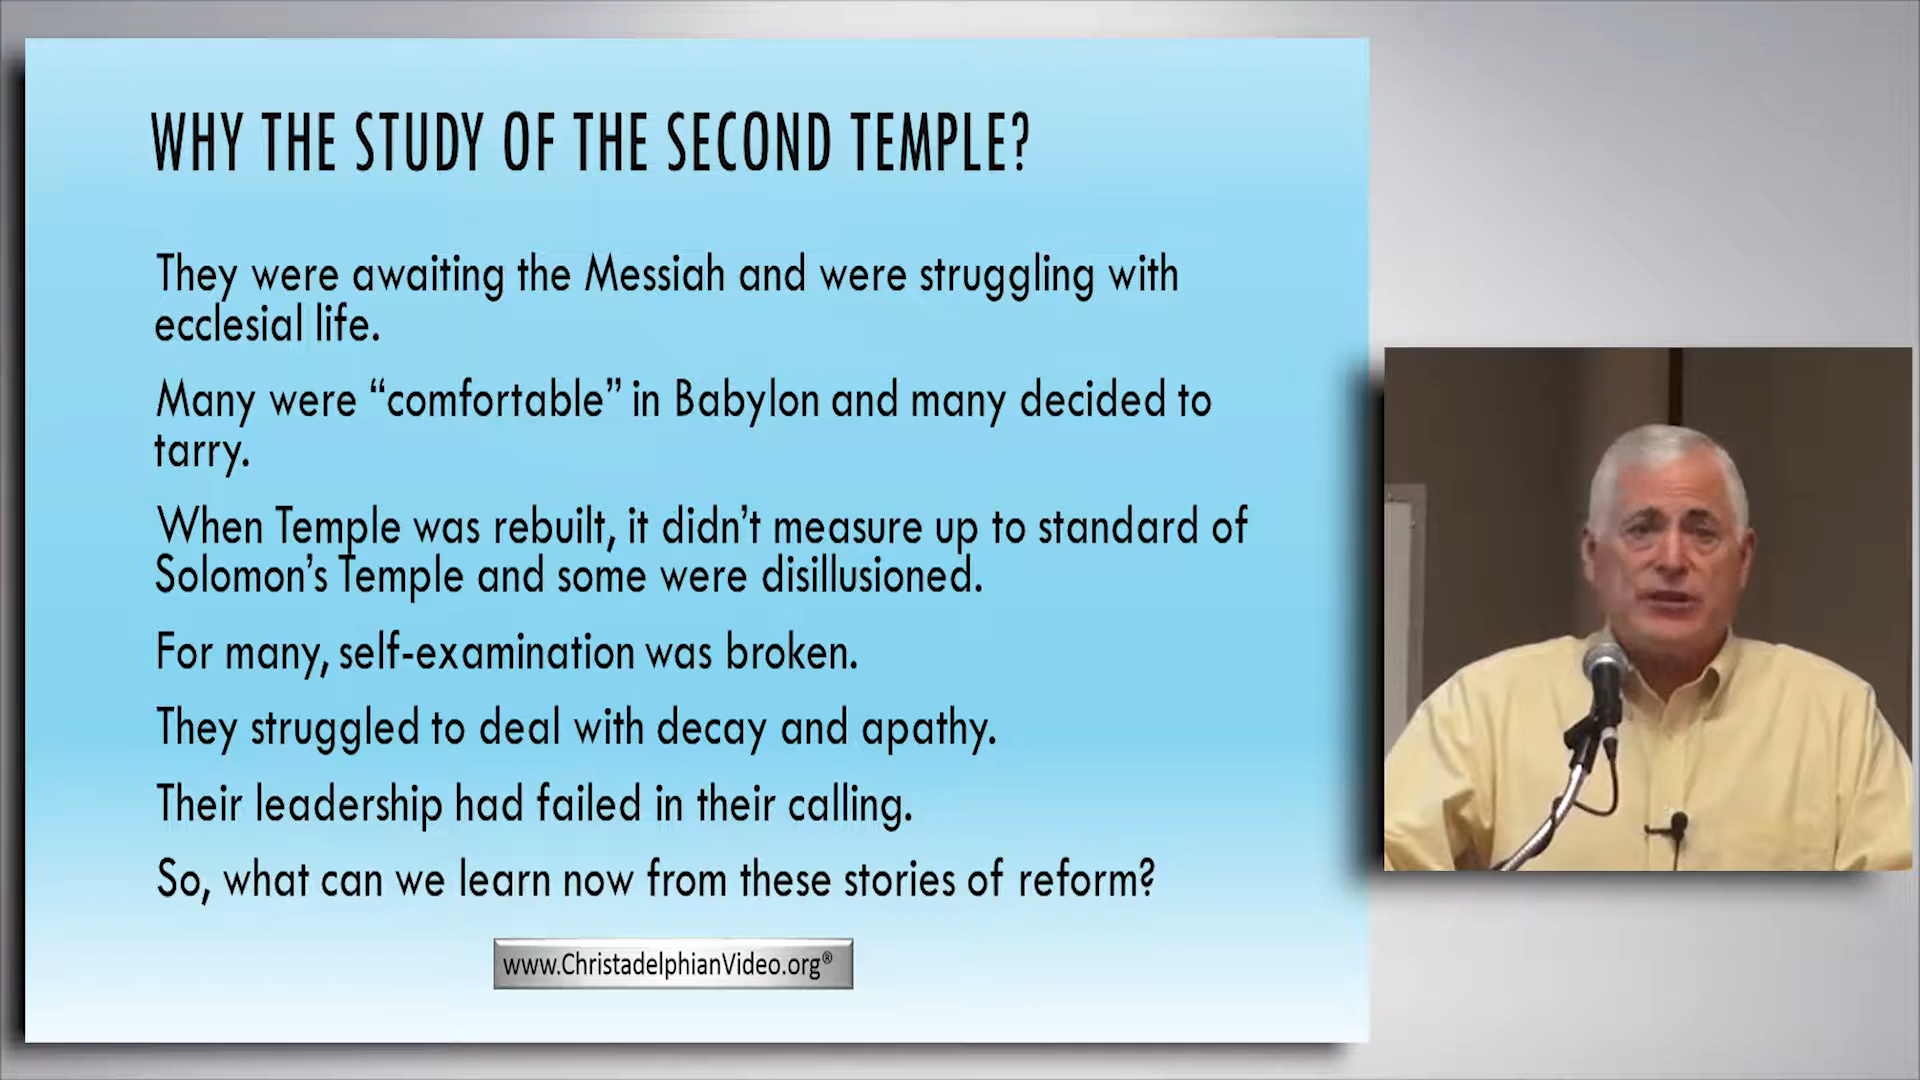 WHY THE STUDY OF THE SECOND TEMPLE?
They were awaiting the Messiah and were struggling with
ecclesial life.
Many were “comfortable” in Babylon and many decided to
tarry.
When Temple was rebuilt, it didn’t measure up to standard of
Solomon’s Temple and some were disillusioned.
For many, self-examination was broken.
They struggled to deal with decay and apathy.
Their leadership had failed in their calling.
So, what can we learn now from these stories of reform?
www.ChristadelphianVideo.org®